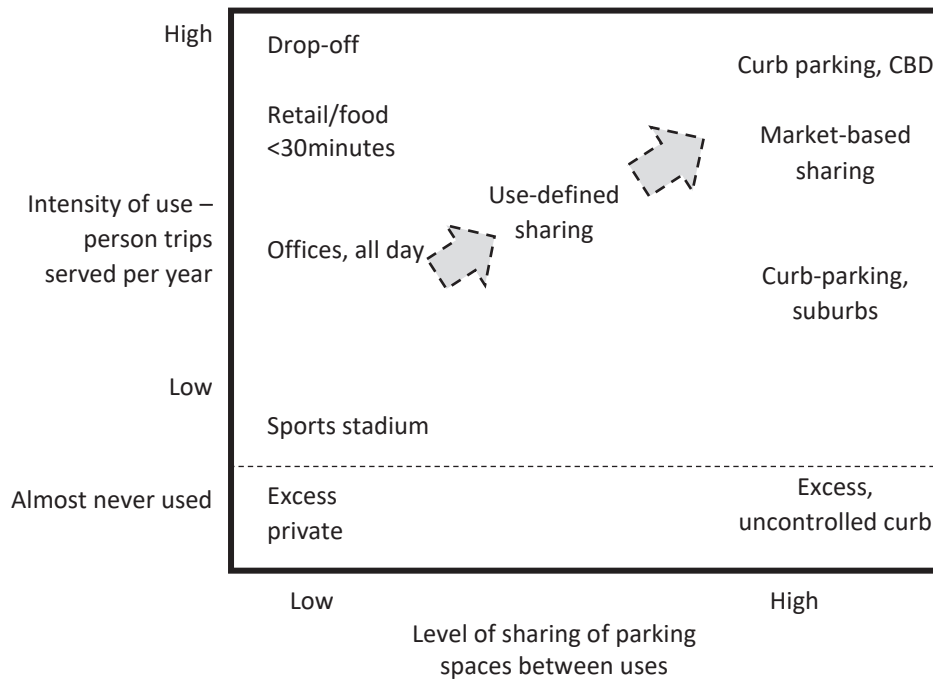 High
Drop-off
Curb parking, CBD
Retail/food
<30minutes
Market-based
sharing
Intensity of use –
person trips
served per year
Use-defined
sharing
Offices, all day
Curb-parking,
suburbs
Low
Sports stadium
Almost never used
Excess
private
Excess,
uncontrolled curb
Low
High
Level of sharing of parking
spaces between uses